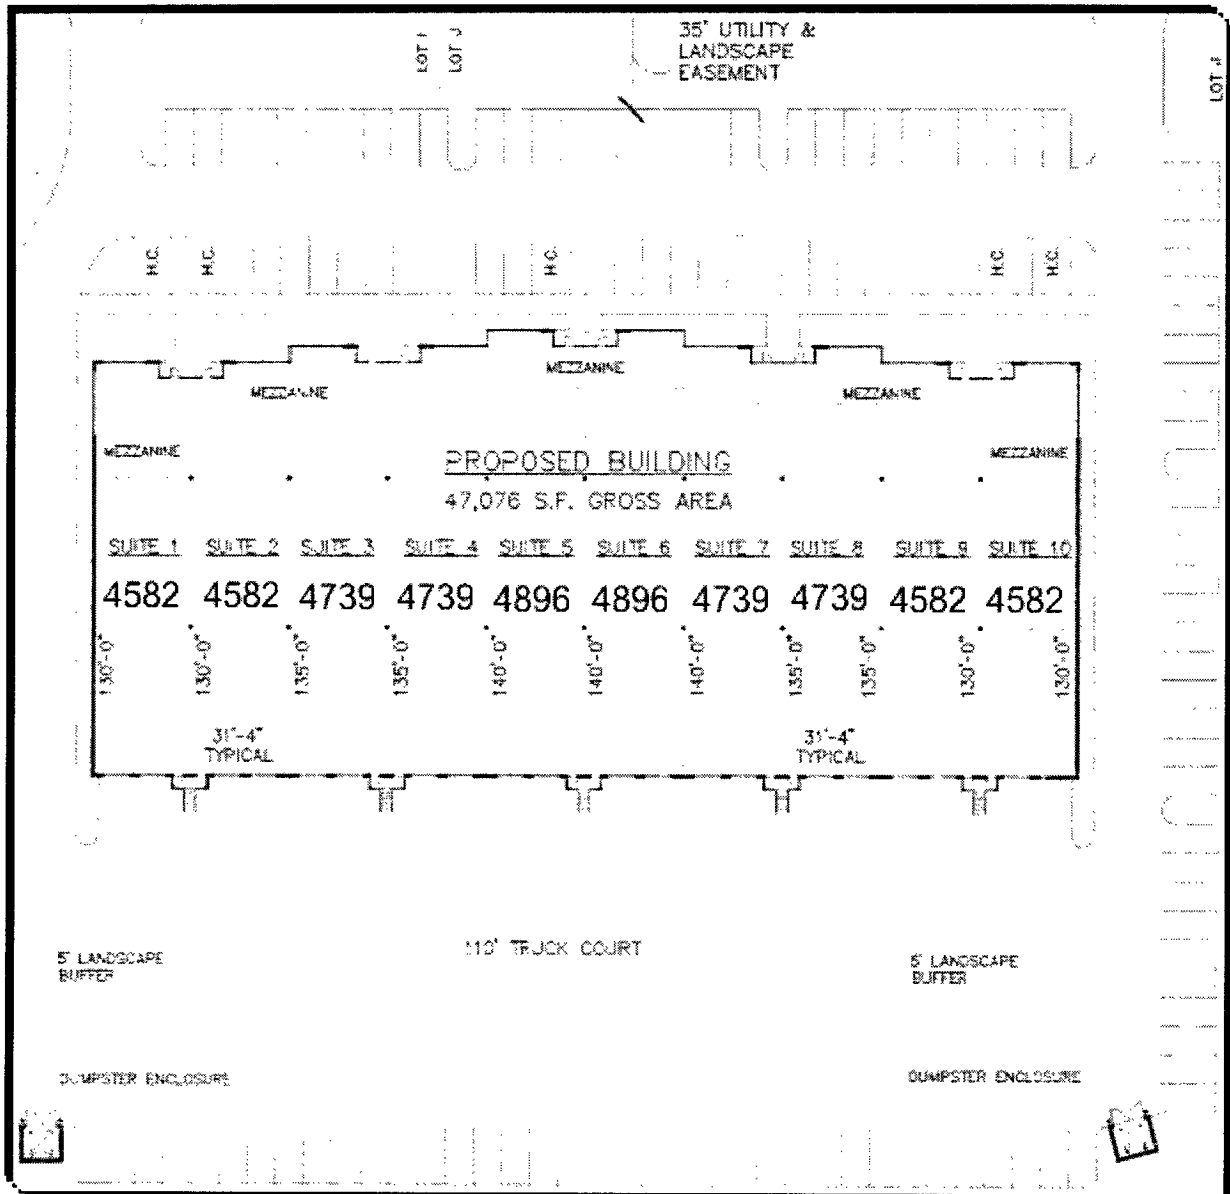 35' UTILITY &
LANDSCAPE
EASEMENT
LOT I
LOT J
LOT #
H.C.
H.C.
H.C.
H.C.
H.C.
MEZZANINE
MEZZANINE
MEZZANINE
MEZZANINE
MEZZANINE
PROPOSED BUILDING
47,076 S.F. GROSS AREA
SUITE 1 SUITE 2 SUITE 3 SUITE 4 SUITE 5 SUITE 6 SUITE 7 SUITE 8 SUITE 9 SUITE 10
4582 4582 4739 4739 4896 4896 4739 4739 4582 4582
130'-0" 130'-0" 135'-0" 135'-0" 140'-0" 140'-0" 140'-0" 135'-0" 135'-0" 130'-0" 130'-0"
31'-4"
TYPICAL
31'-4"
TYPICAL
110' TRUCK COURT
5' LANDSCAPE
BUFFER
5' LANDSCAPE
BUFFER
DUMPSTER ENCLOSURE
DUMPSTER ENCLOSURE